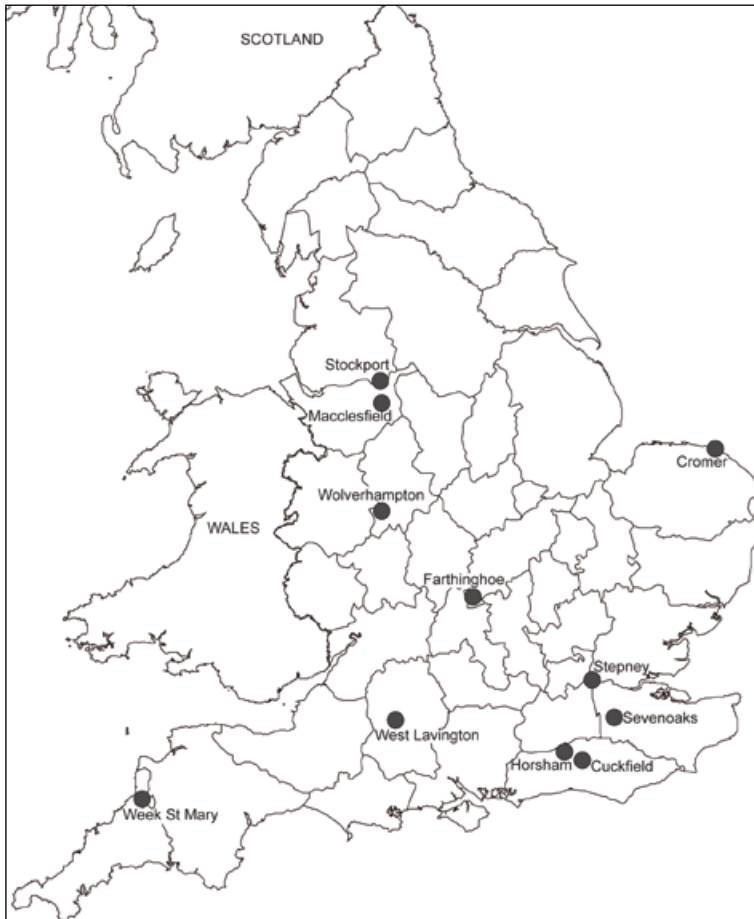 SCOTLAND
Stockport
Macclesfield
Cromer
Wolverhampton
WALES
Farthinghoe
Stepney
Sevenoaks
West Lavington
Horsham
Cuckfield
Week St Mary